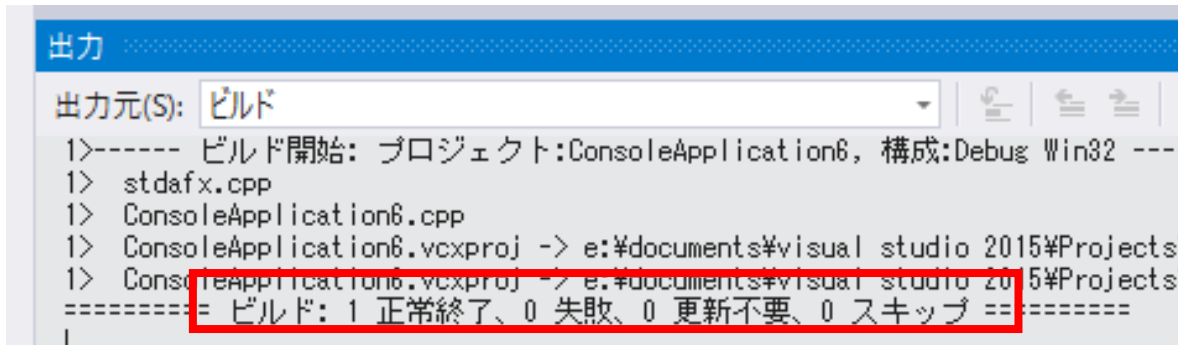 出力
出力元(S): ビルド
1>------ ビルド開始: プロジェクト:ConsoleApplication6, 構成:Debug Win32 ---
1>  stdafx.cpp
1>  ConsoleApplication6.cpp
1>  ConsoleApplication6.vcxproj -> e:¥documents¥visual studio 2015¥Projects
1>  ConsoleApplication6.vcxproj -> e:¥documents¥visual studio 2015¥Projects
========== ビルド: 1 正常終了、0 失敗、0 更新不要、0 スキップ ==========